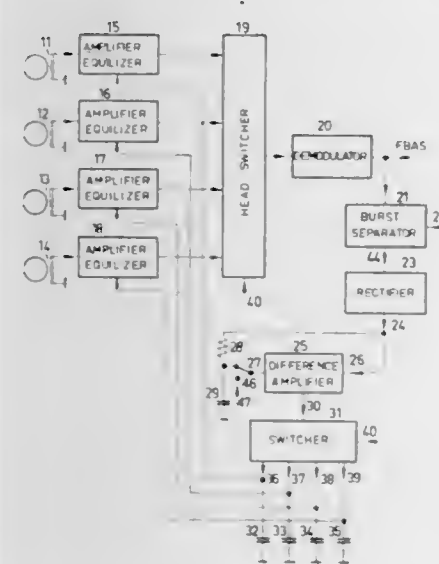 11
15
AMPLIFIER
EQUILIZER
19
12
16
AMPLIFIER
EQUILIZER
20
DEMODULATOR
FBAS
HEAD SWITCHER
13
17
AMPLIFIER
EQUILIZER
21
BURST
SEPARATOR
14
18
AMPLIFIER
EQUILIZER
44
23
RECTIFIER
40
24
28
25
27
DIFFERENCE
AMPLIFIER
26
29
46
47
30
31
SWITCHER
40
36
37
38
39
32
33
34
35